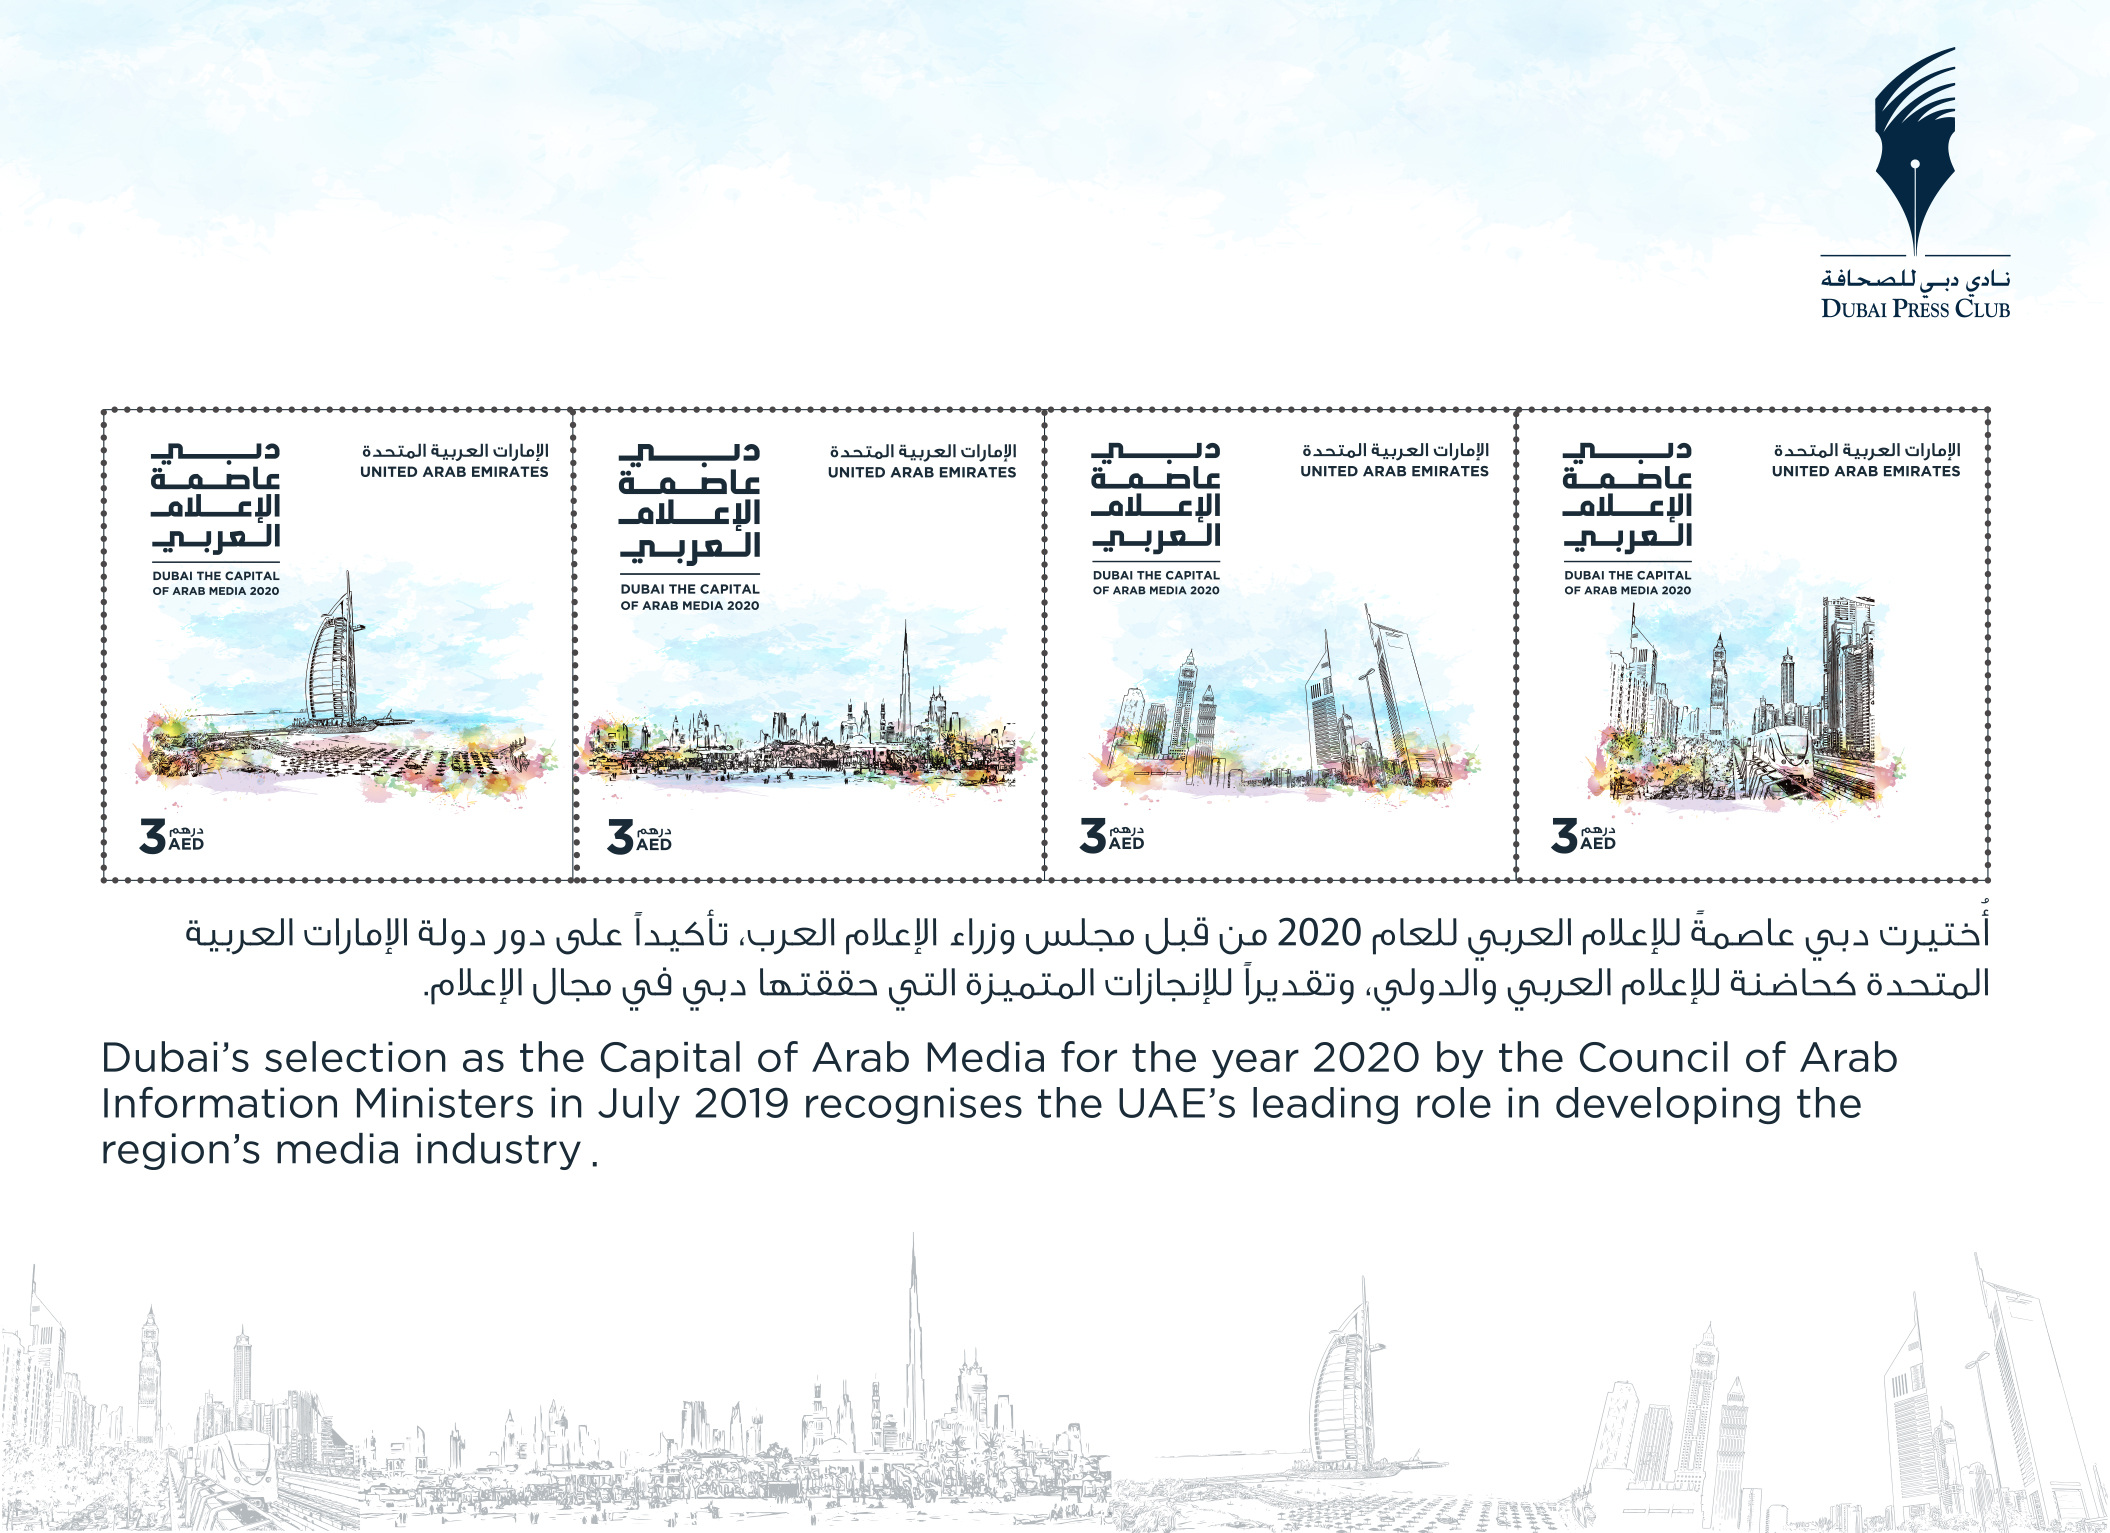 نادي دبي للصحافة
DUBAI PRESS CLUB
دبي
عاصمة
الإعلام
العربي
DUBAI THE CAPITAL
OF ARAB MEDIA 2020
الإمارات العربية المتحدة
UNITED ARAB EMIRATES
3 درهم
AED
دبي
عاصمة
الإعلام
العربي
DUBAI THE CAPITAL
OF ARAB MEDIA 2020
الإمارات العربية المتحدة
UNITED ARAB EMIRATES
3 درهم
AED
دبي
عاصمة
الإعلام
العربي
DUBAI THE CAPITAL
OF ARAB MEDIA 2020
الإمارات العربية المتحدة
UNITED ARAB EMIRATES
3 درهم
AED
دبي
عاصمة
الإعلام
العربي
DUBAI THE CAPITAL
OF ARAB MEDIA 2020
الإمارات العربية المتحدة
UNITED ARAB EMIRATES
3 درهم
AED
أُختيرت دبي عاصمةً للإعلام العربي للعام 2020 من قبل مجلس وزراء الإعلام العرب، تأكيداً على دور دولة الإمارات العربية
المتحدة كحاضنة للإعلام العربي والدولي، وتقديراً للإنجازات المتميزة التي حققتها دبي في مجال الإعلام.
Dubai's selection as the Capital of Arab Media for the year 2020 by the Council of Arab
Information Ministers in July 2019 recognises the UAE's leading role in developing the
region's media industry .